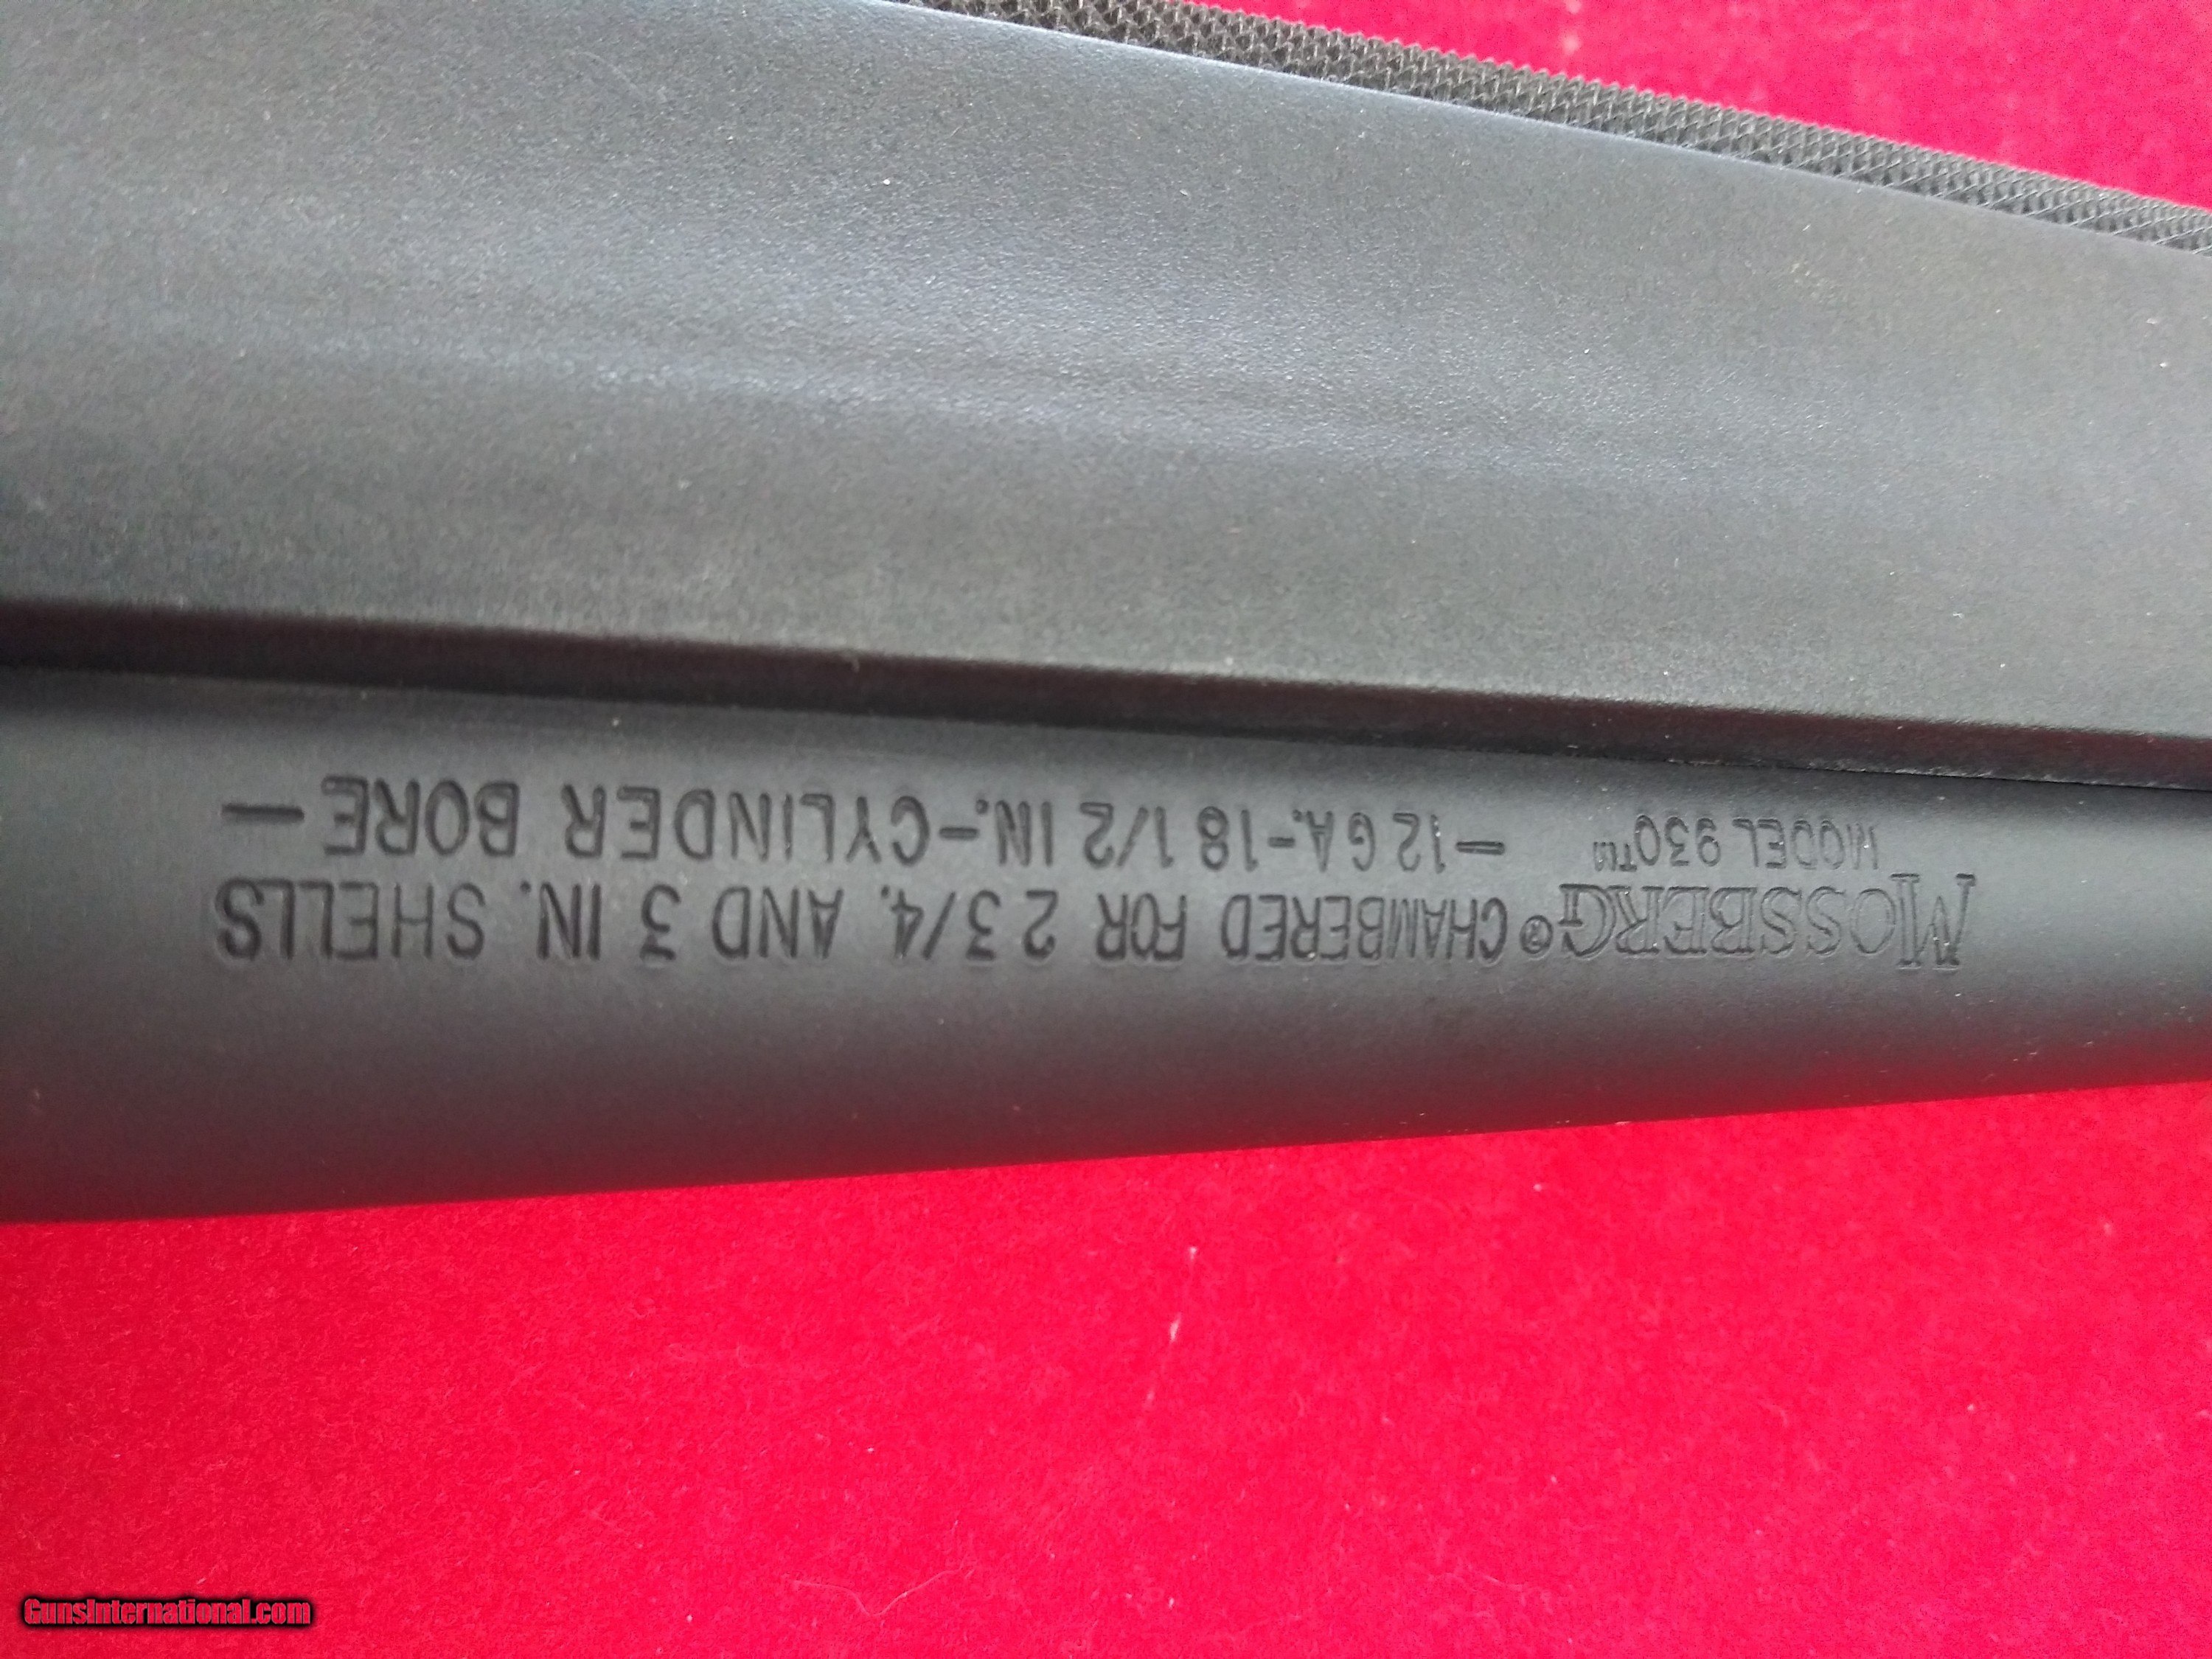 MOSSBERG® CHAMBERED FOR 2 3/4, AND 3 IN. SHELLS
MODEL 930™ —12 GA.-18 1/2 IN.-CYLINDER BORE—
GunsInternational.com